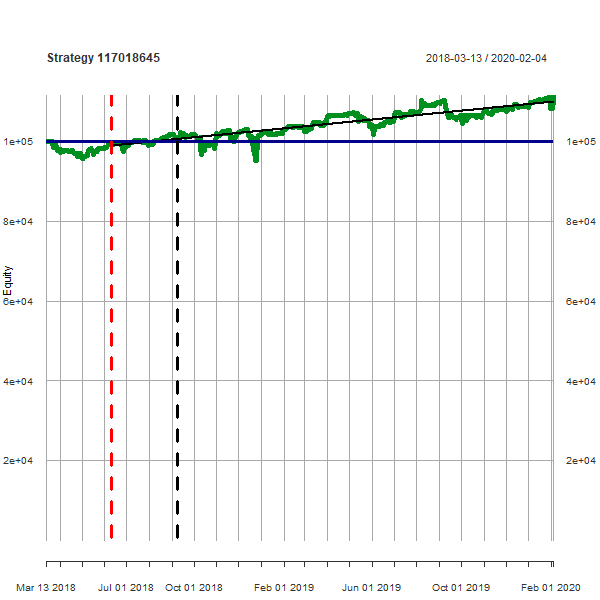 Strategy 117018645
2018-03-13 / 2020-02-04
1e+05
1e+05
8e+04
8e+04
Equity
6e+04
6e+04
4e+04
4e+04
2e+04
2e+04
Mar 13 2018
Jul 01 2018
Oct 01 2018
Feb 01 2019
Jun 01 2019
Oct 01 2019
Feb 01 2020